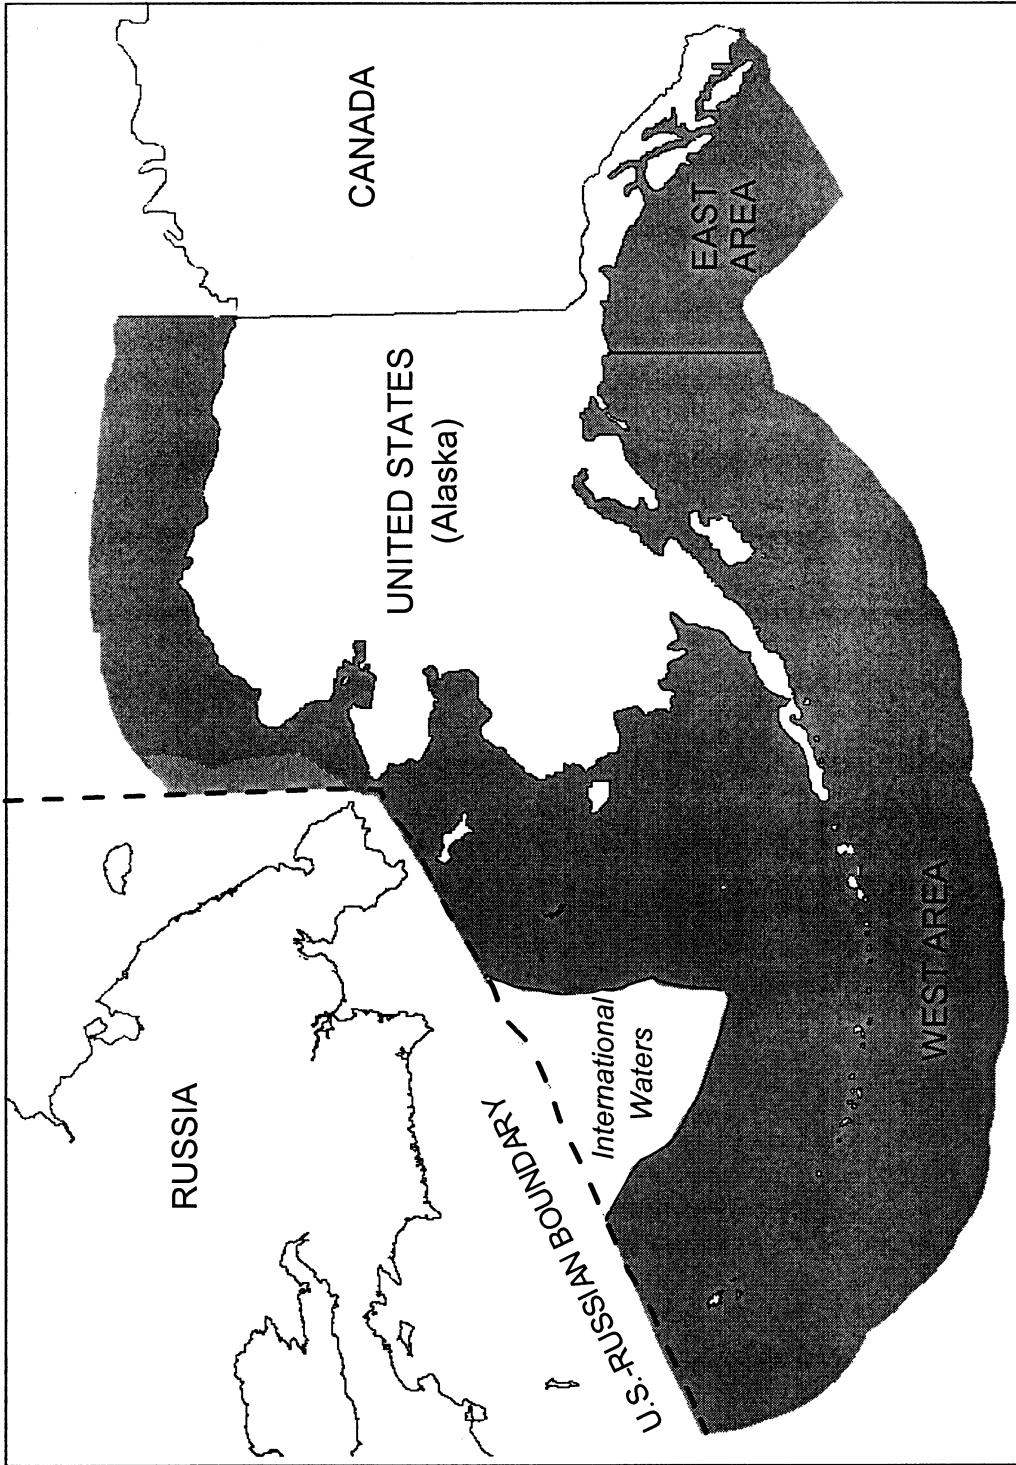 RUSSIA
CANADA
UNITED STATES
(Alaska)
U.S.-RUSSIAN BOUNDARY
International
Waters
EAST
AREA
WEST AREA